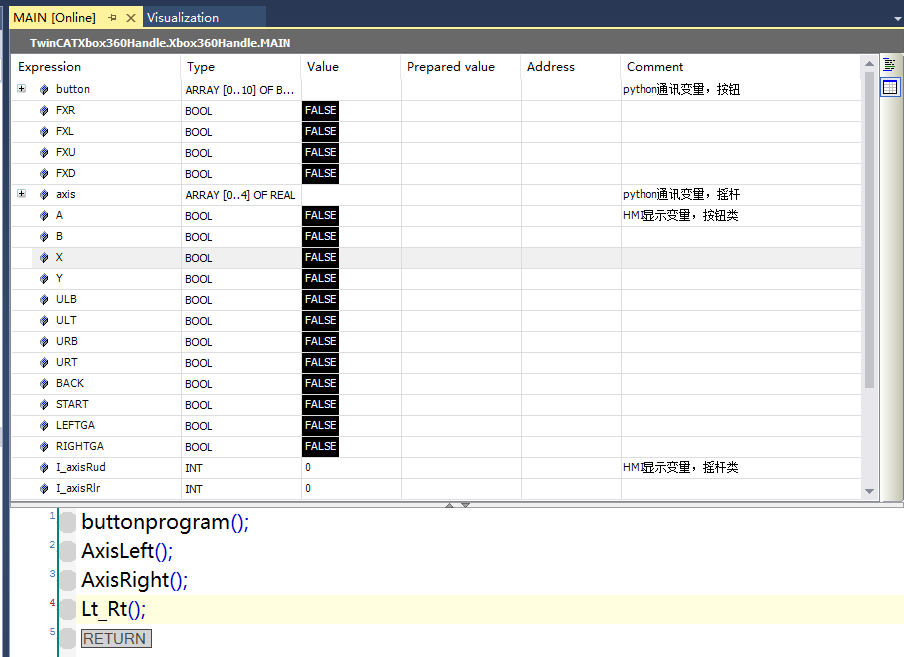 MAIN [Online] Visualization
TwinCATXbox360Handle.Xbox360Handle.MAIN
Expression Type Value Prepared value Address Comment
button ARRAY [0..10] OF B... python通讯变量，按钮
FXR BOOL FALSE
FXL BOOL FALSE
FXU BOOL FALSE
FXD BOOL FALSE
axis ARRAY [0..4] OF REAL python通讯变量，摇杆
A BOOL FALSE HMI显示变量，按钮类
B BOOL FALSE
X BOOL FALSE
Y BOOL FALSE
ULB BOOL FALSE
ULT BOOL FALSE
URB BOOL FALSE
URT BOOL FALSE
BACK BOOL FALSE
START BOOL FALSE
LEFTGA BOOL FALSE
RIGHTGA BOOL FALSE
I_axisRud INT 0 HMI显示变量，摇杆类
I_axisRlr INT 0
1 buttonprogram();
2 AxisLeft();
3 AxisRight();
4 Lt_Rt();
5 RETURN